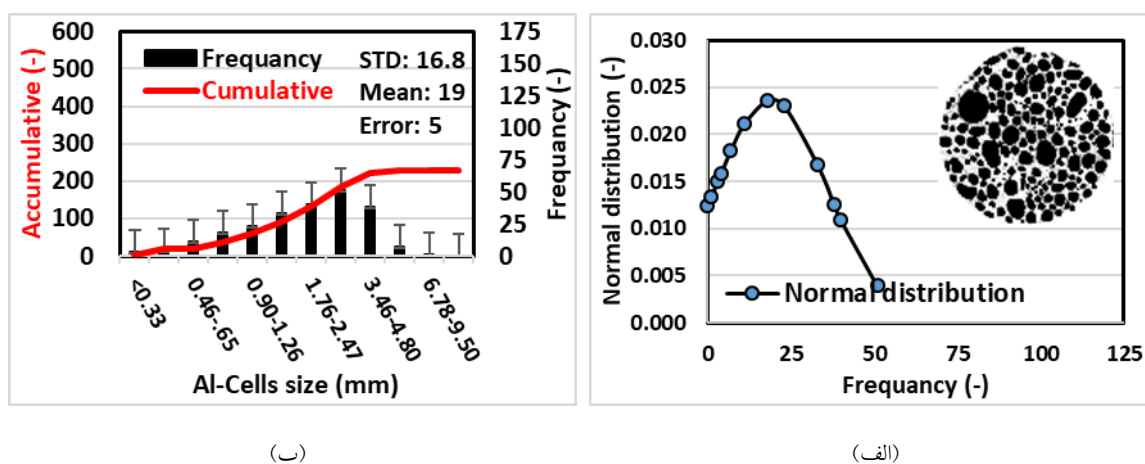 600
500
400
300
200
100
0
Accumulative (-)
Frequancy
Cumulative
STD: 16.8
Mean: 19
Error: 5
175
150
125
100
75
50
25
0
Frequancy (-)
<0.33
0.46-.65
0.90-1.26
1.76-2.47
3.46-4.80
6.78-9.50
Al-Cells size (mm)
(ب)
0.030
0.025
0.020
0.015
0.010
0.005
0.000
Normal distribution (-)
Normal distribution
0
25
50
75
100
125
Frequancy (-)
(الف)